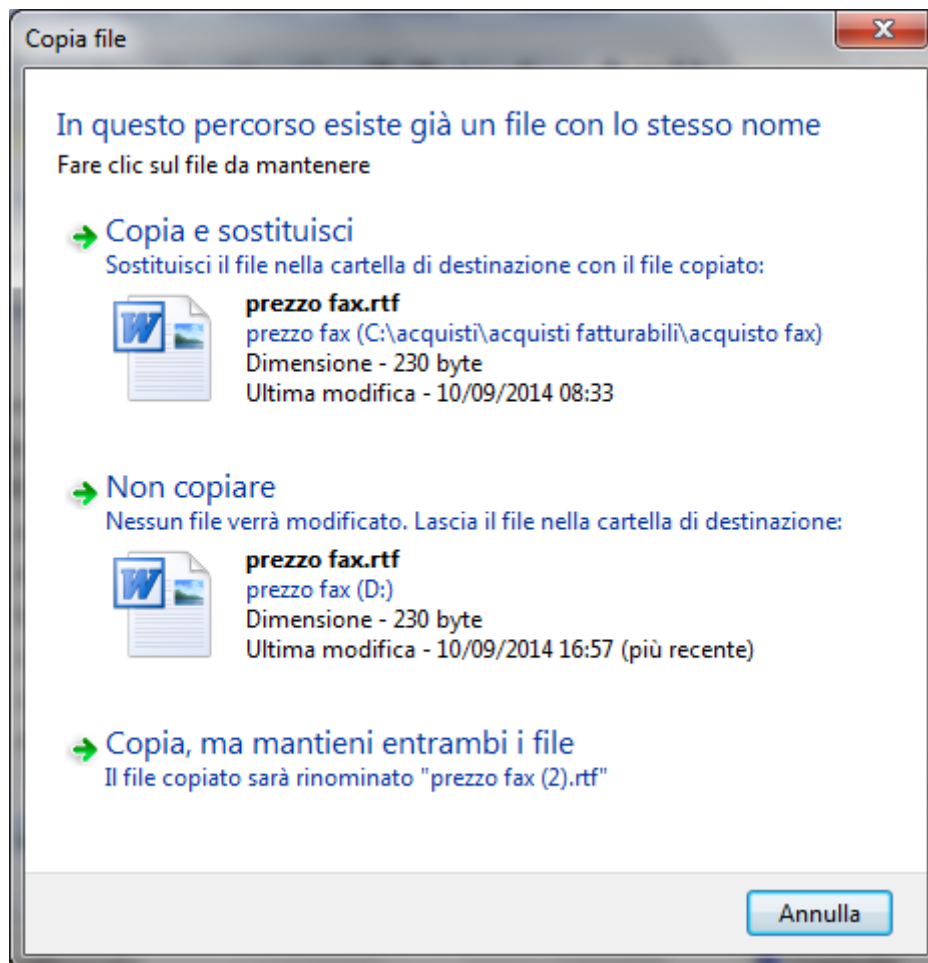 Copia file
In questo percorso esiste già un file con lo stesso nome
Fare clic sul file da mantenere
Copia e sostituisci
Sostituisci il file nella cartella di destinazione con il file copiato:
prezzo fax.rtf
prezzo fax (C:\acquisti\acquisti fatturabili\acquisto fax)
Dimensione - 230 byte
Ultima modifica - 10/09/2014 08:33
Non copiare
Nessun file verrà modificato. Lascia il file nella cartella di destinazione:
prezzo fax.rtf
prezzo fax (D:)
Dimensione - 230 byte
Ultima modifica - 10/09/2014 16:57 (più recente)
Copia, ma mantieni entrambi i file
Il file copiato sarà rinominato "prezzo fax (2).rtf"
Annulla